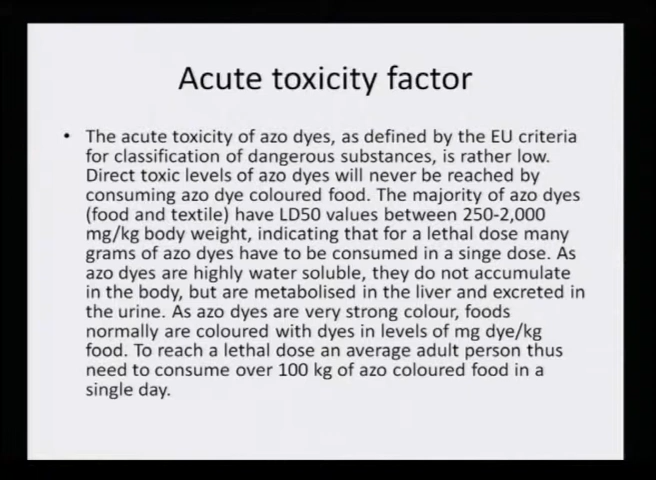 Acute toxicity factor
• The acute toxicity of azo dyes, as defined by the EU criteria
for classification of dangerous substances, is rather low.
Direct toxic levels of azo dyes will never be reached by
consuming azo dye coloured food. The majority of azo dyes
(food and textile) have LD50 values between 250-2,000
mg/kg body weight, indicating that for a lethal dose many
grams of azo dyes have to be consumed in a singe dose. As
azo dyes are highly water soluble, they do not accumulate
in the body, but are metabolised in the liver and excreted in
the urine. As azo dyes are very strong colour, foods
normally are coloured with dyes in levels of mg dye/kg
food. To reach a lethal dose an average adult person thus
need to consume over 100 kg of azo coloured food in a
single day.